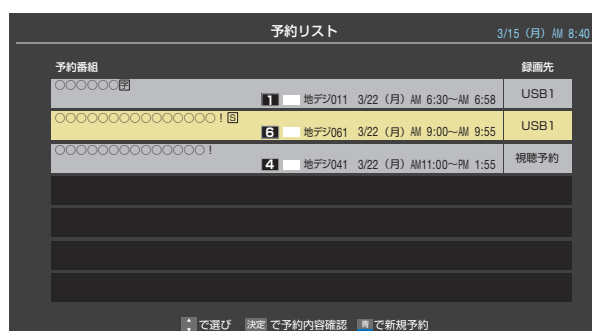 予約リスト 3/15（月）AM 8:40
予約番組 録画先
○○○○○○字
1 地デジ011 3/22（月）AM 6:30～AM 6:58 USB1
○○○○○○○○○○○○○○○！S
6 地デジ061 3/22（月）AM 9:00～AM 9:55 USB1
○○○○○○○○○○○○○○！
4 地デジ041 3/22（月）AM11:00～PM 1:55 視聴予約
で選び 決定 で予約内容確認 青 で新規予約